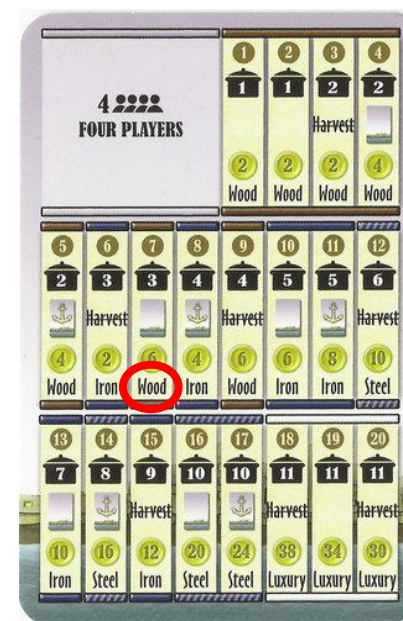 4
FOUR PLAYERS
1 2 3 4
1 1 2 2
Harvest
2 2 2 4
Wood Wood Wood Wood
5 6 7 8 9 10 11 12
2 3 3 4 4 5 5 6
Harvest Harvest Harvest
4 2 6 4 6 6 8 10
Wood Iron Wood Iron Wood Iron Iron Steel
13 14 15 16 17 18 19 20
7 8 9 10 10 11 11 11
Harvest Harvest Harvest
10 16 12 20 24 38 34 30
Iron Steel Iron Steel Steel Luxury Luxury Luxury